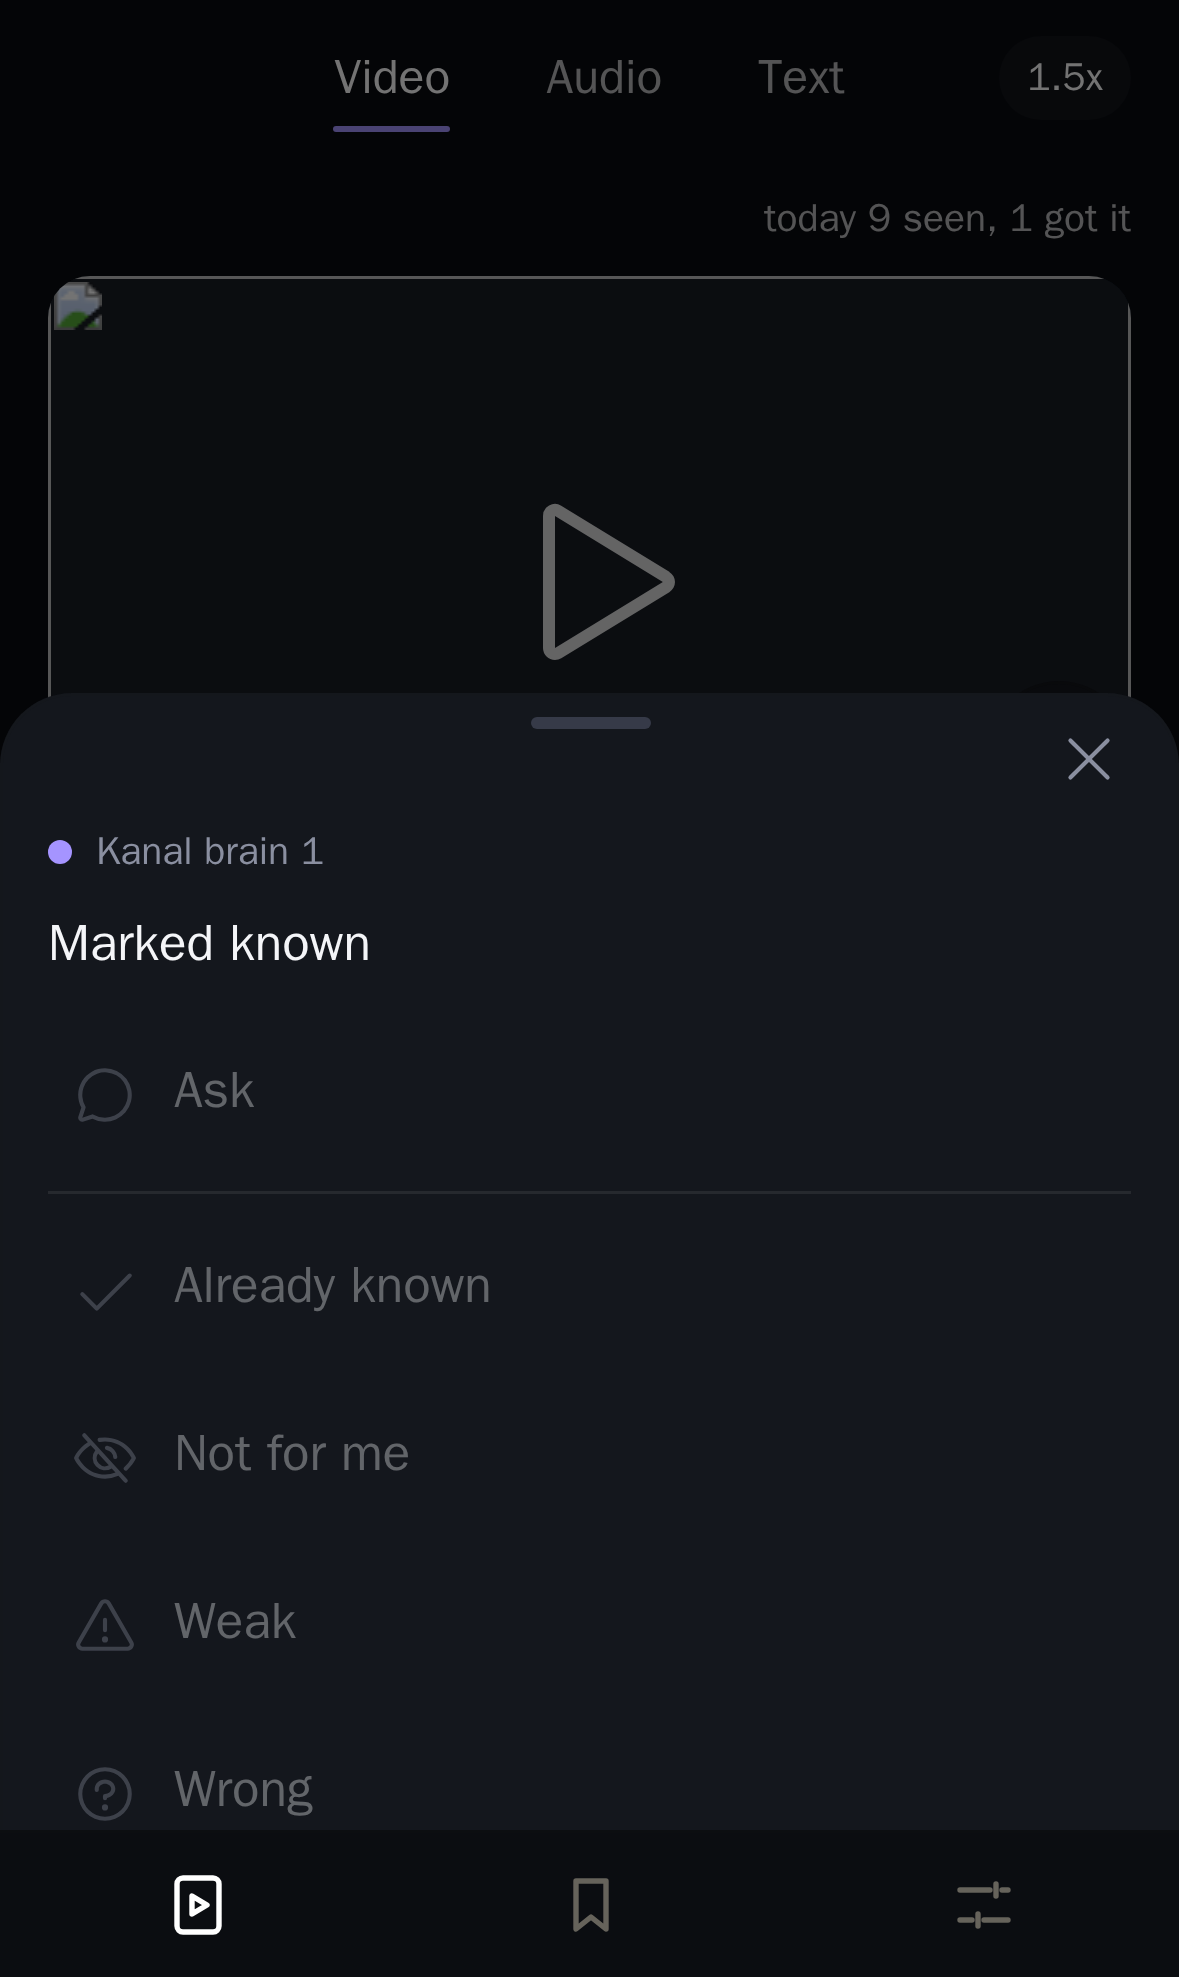 Video Audio Text 1.5x
today 9 seen, 1 got it
Kanal brain 1
Marked known
Ask
Already known
Not for me
Weak
Wrong